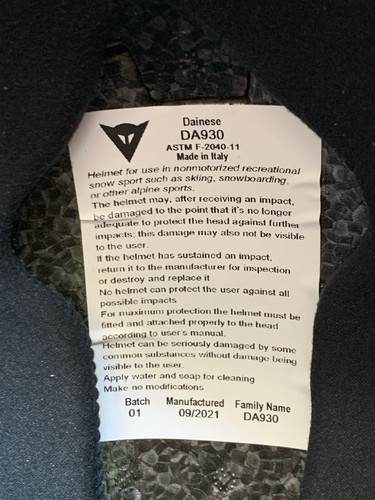 Dainese
DA930
ASTM F-2040-11
Made in Italy
Helmet for use in nonmotorized recreational
snow sport such as skiing, snowboarding,
or other alpine sports.
The helmet may, after receiving an impact,
be damaged to the point that it's no longer
adequate to protect the head against further
impacts; this damage may also not be visible
to the user.
If the helmet has sustained an impact,
return it to the manufacturer for inspection
or destroy and replace it
No helmet can protect the user against all
possible impacts
For maximum protection the helmet must be
fitted and attached properly to the head
according to user's manual.
Helmet can be seriously damaged by some
common substances without damage being
visible to the user.
Apply water and soap for cleaning
Make no modifications
Batch Manufactured Family Name
01 09/2021 DA930